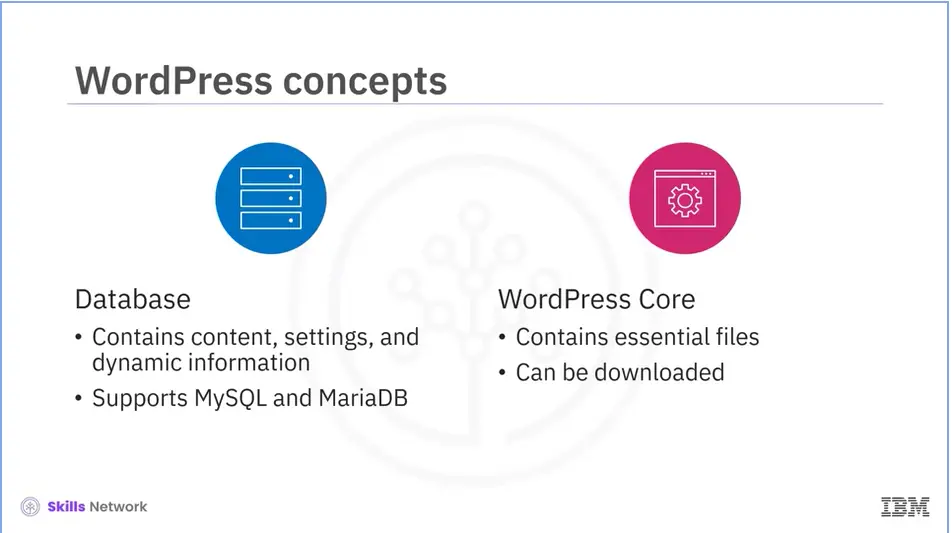 WordPress concepts
Database
• Contains content, settings, and
dynamic information
• Supports MySQL and MariaDB
WordPress Core
• Contains essential files
• Can be downloaded
Skills Network
IBM